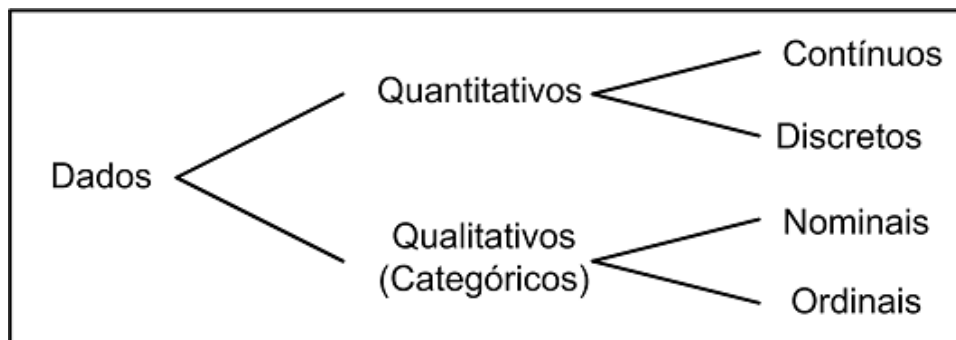 Contínuos
Quantitativos
Discretos
Dados
Nominais
Qualitativos
(Categóricos)
Ordinais